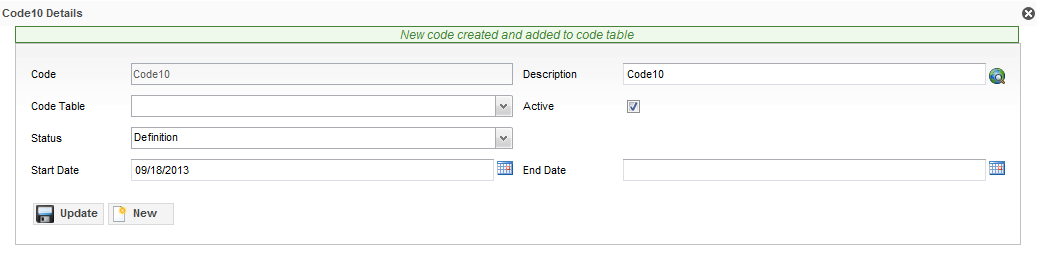 Code10 Details
New code created and added to code table
Code Code10 Description Code10
Code Table Active
Status Definition
Start Date 09/18/2013 End Date
Update New